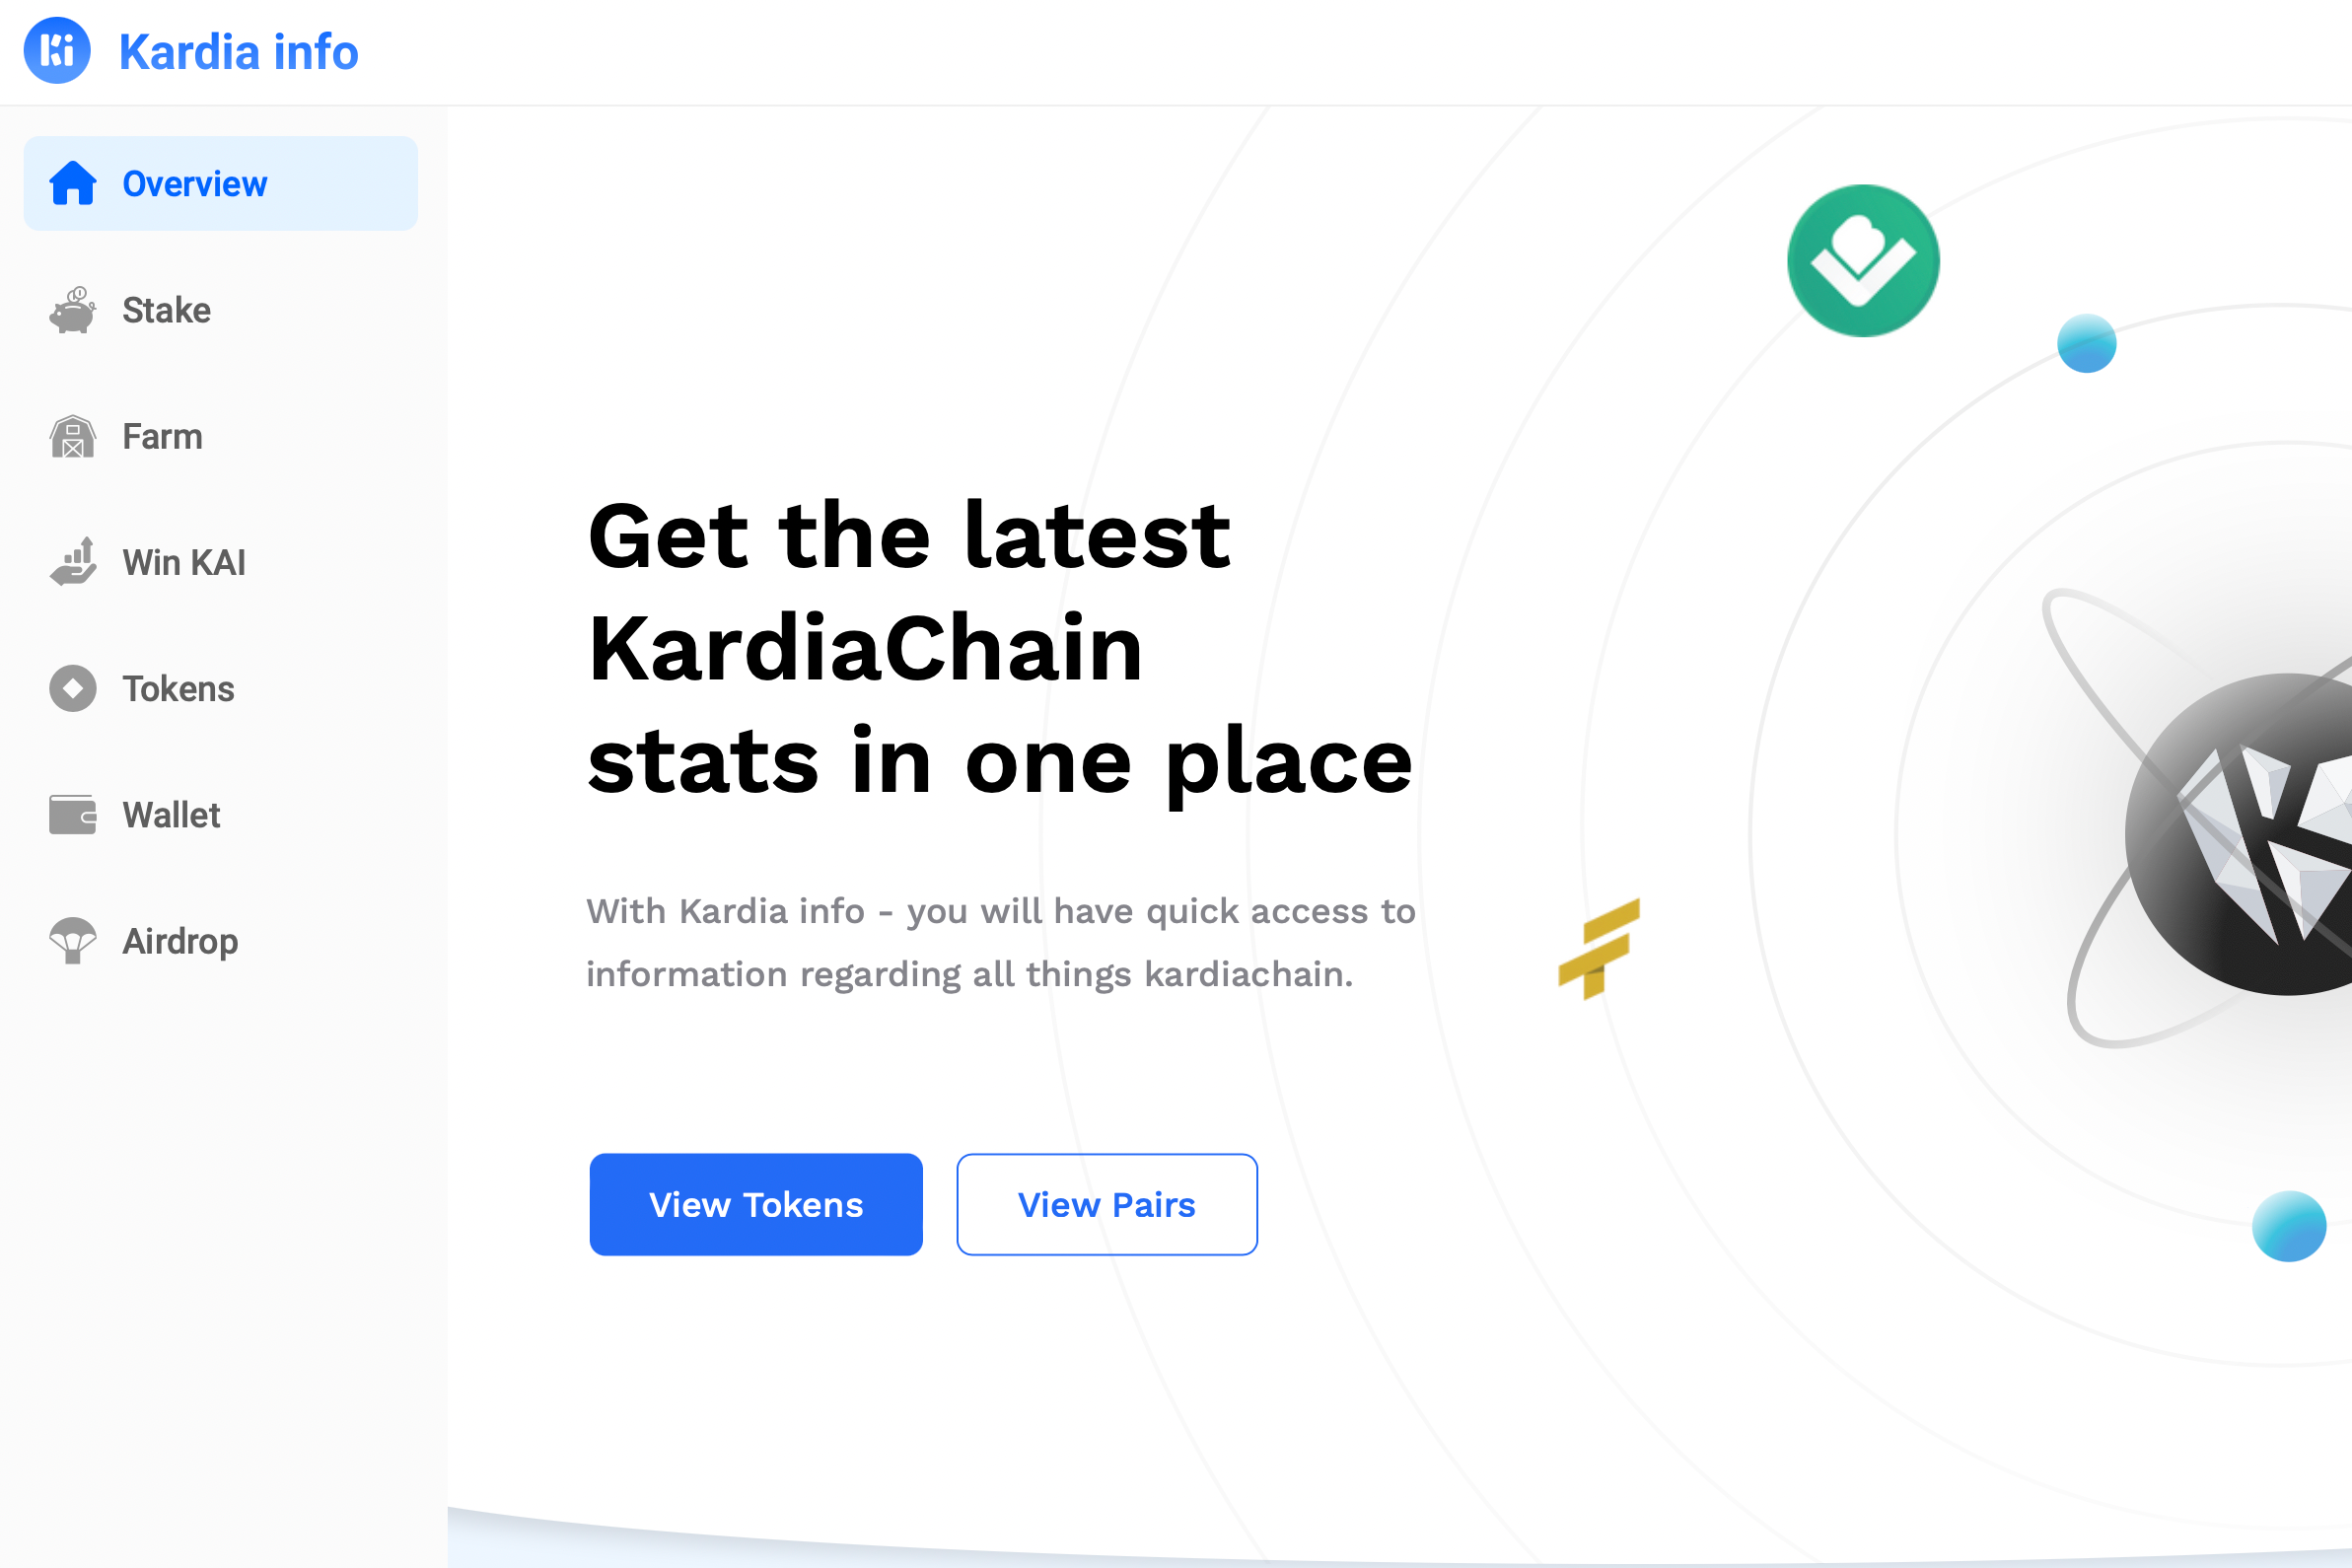 Ki Kardia info
Overview
Stake
Farm
Win KAI
Tokens
Wallet
Airdrop
Get the latest
KardiaChain
stats in one place
With Kardia info - you will have quick access to
information regarding all things kardiachain.
View Tokens View Pairs